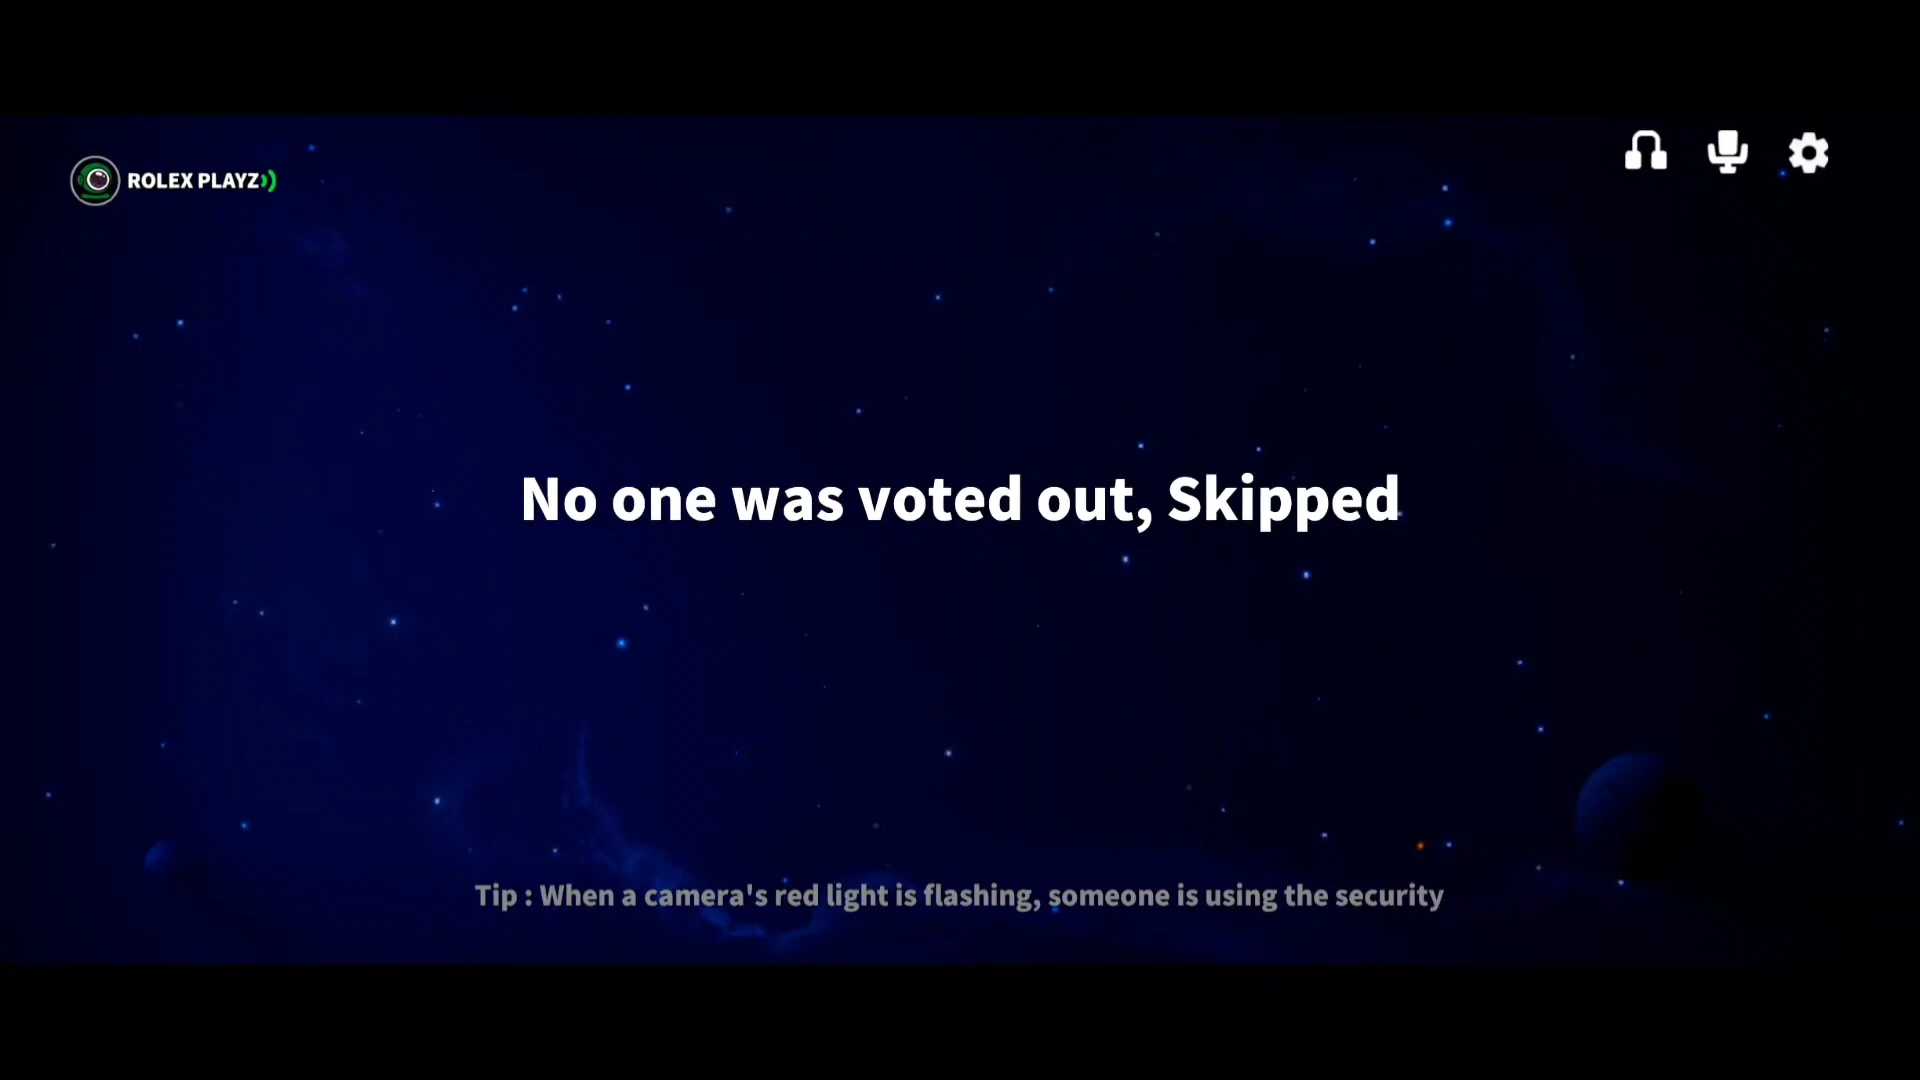 ROLEX PLAYZ
No one was voted out, Skipped
Tip : When a camera's red light is flashing, someone is using the security